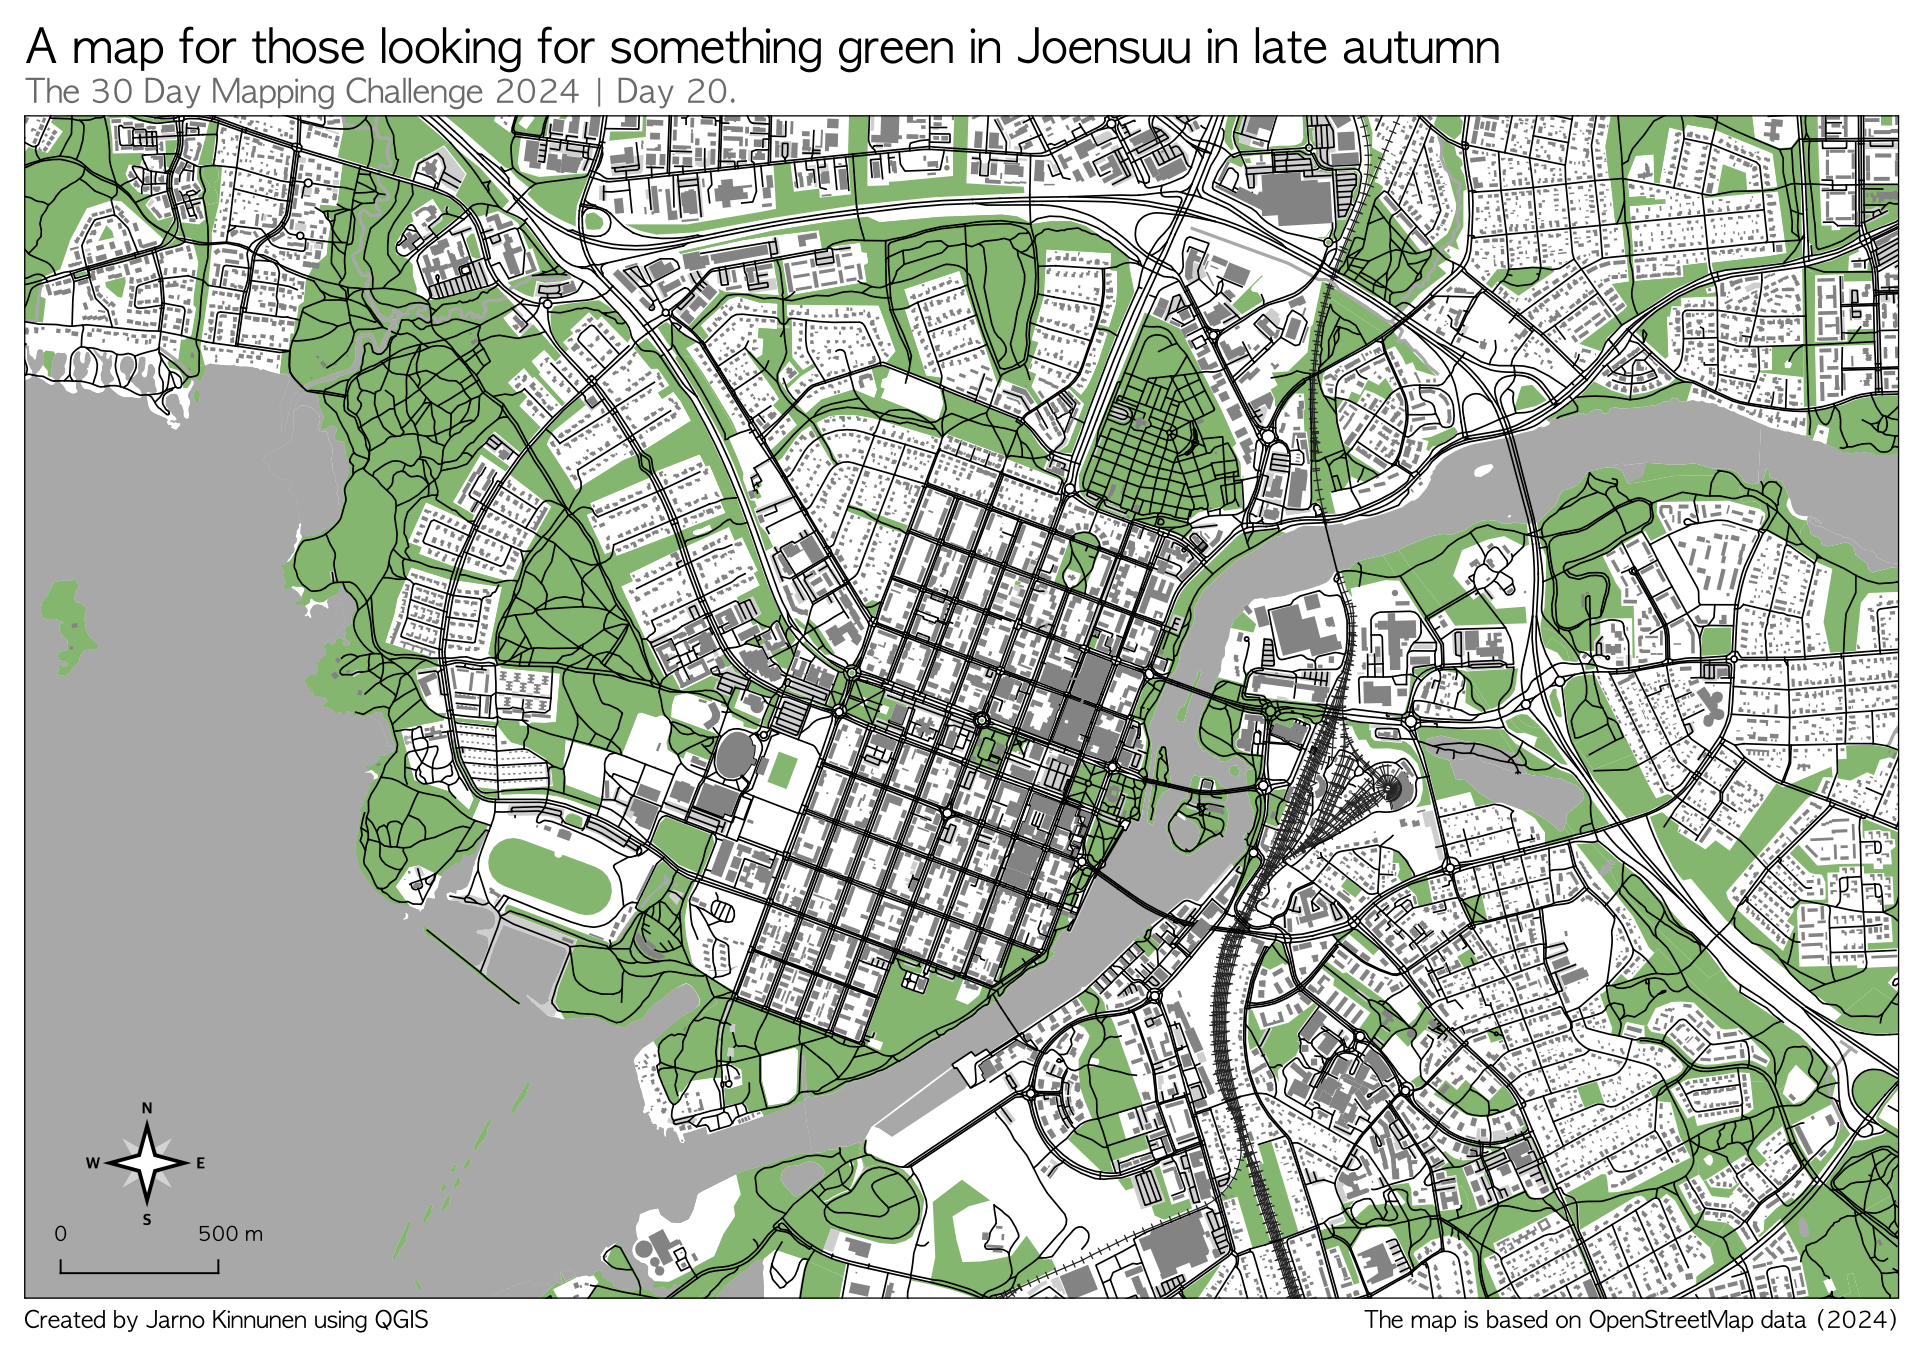 A map for those looking for something green in Joensuu in late autumn
The 30 Day Mapping Challenge 2024 | Day 20.
N
W E
S
0 500 m
Created by Jarno Kinnunen using QGIS
The map is based on OpenStreetMap data (2024)